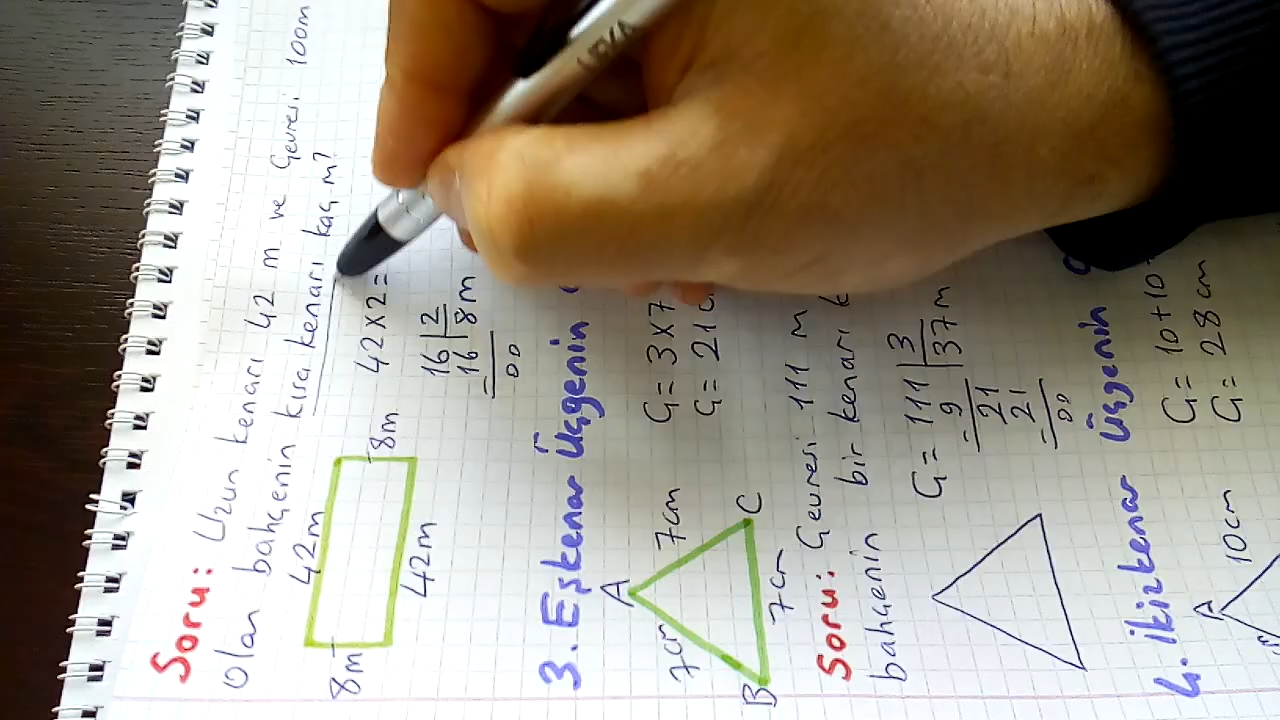 Soru: Uzun kenarı 42 m ve Çevresi 100m
Olan bahçenin kısa kenarı kaç m?
42m
8m
8m
42m
42x2=
16 | 2
-16 | 8m
00
3. Eşkenar Üçgenin
A
7cm
7cm
B
7cm
C
Ç= 3x7
Ç= 21
Soru: Çevresi 111 m
bahçenin bir kenarı k
Ç= 111 | 3
-9 | 37m
21
-21
00
4. ikizkenar Üçgenin
A
10cm
Ç= 10+10
Ç= 28cm